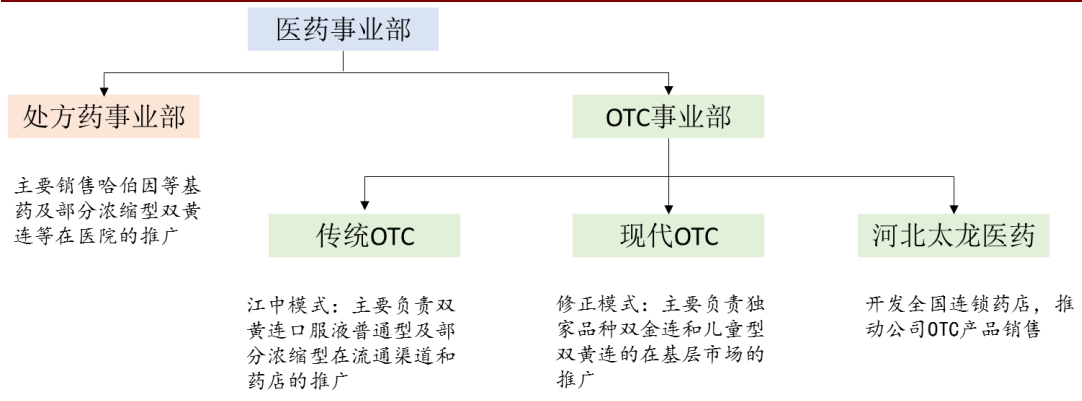 医药事业部
处方药事业部
OTC事业部
主要销售哈伯因等基
药及部分浓缩型双黄
连等在医院的推广
传统OTC
现代OTC
河北太龙医药
江中模式：主要负责双
黄连口服液普通型及部
分浓缩型在流通渠道和
药店的推广
修正模式：主要负责独
家品种双金连和儿童型
双黄连的在基层市场的
推广
开发全国连锁药店，推
动公司OTC产品销售